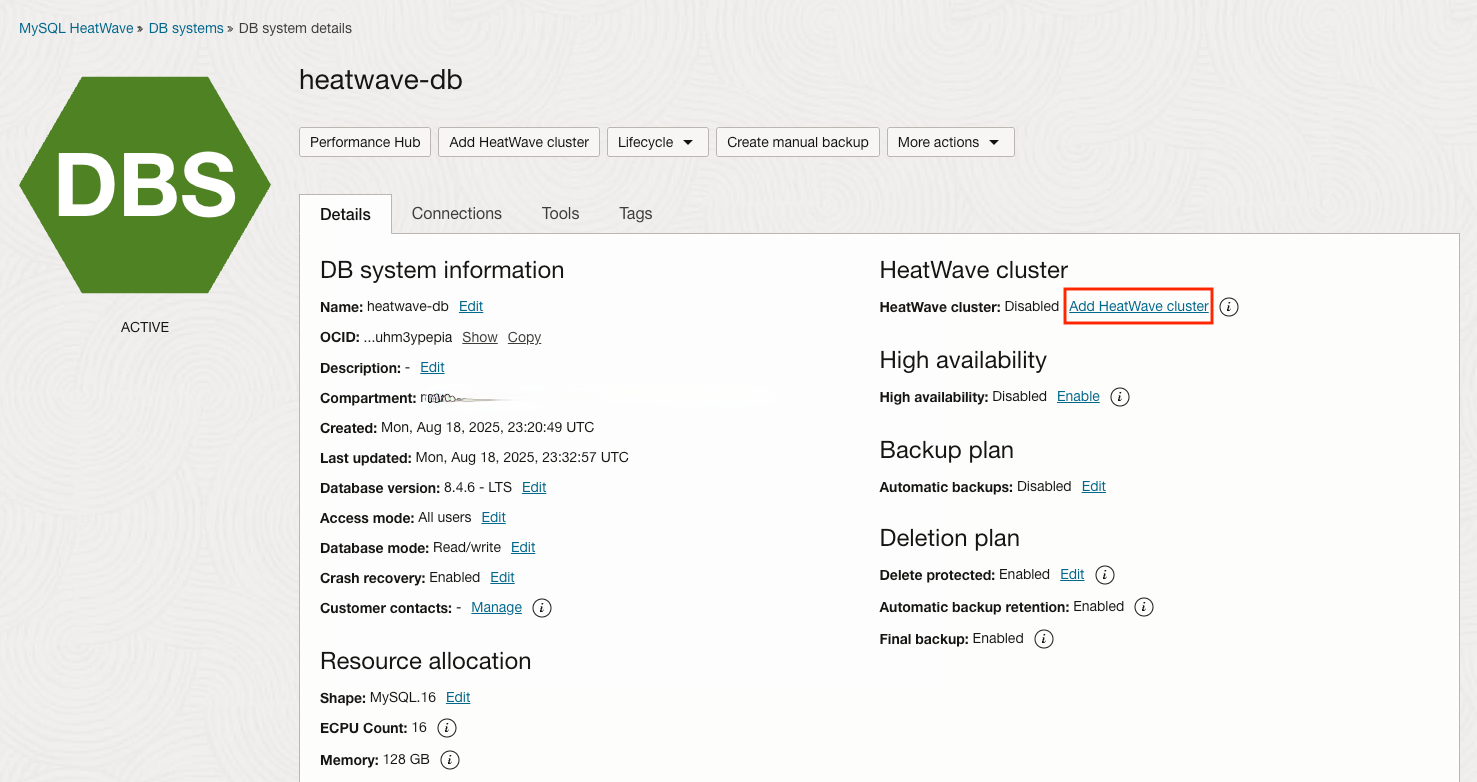 MySQL HeatWave » DB systems » DB system details
DBS
ACTIVE
heatwave-db
Performance Hub
Add HeatWave cluster
Lifecycle
Create manual backup
More actions
Details
Connections
Tools
Tags
DB system information
Name: heatwave-db Edit
OCID: ...uhm3ypepia Show Copy
Description: - Edit
Compartment:
Created: Mon, Aug 18, 2025, 23:20:49 UTC
Last updated: Mon, Aug 18, 2025, 23:32:57 UTC
Database version: 8.4.6 - LTS Edit
Access mode: All users Edit
Database mode: Read/write Edit
Crash recovery: Enabled Edit
Customer contacts: - Manage i
Resource allocation
Shape: MySQL.16 Edit
ECPU Count: 16 i
Memory: 128 GB i
HeatWave cluster
HeatWave cluster: Disabled Add HeatWave cluster i
High availability
High availability: Disabled Enable i
Backup plan
Automatic backups: Disabled Edit
Deletion plan
Delete protected: Enabled Edit i
Automatic backup retention: Enabled i
Final backup: Enabled i